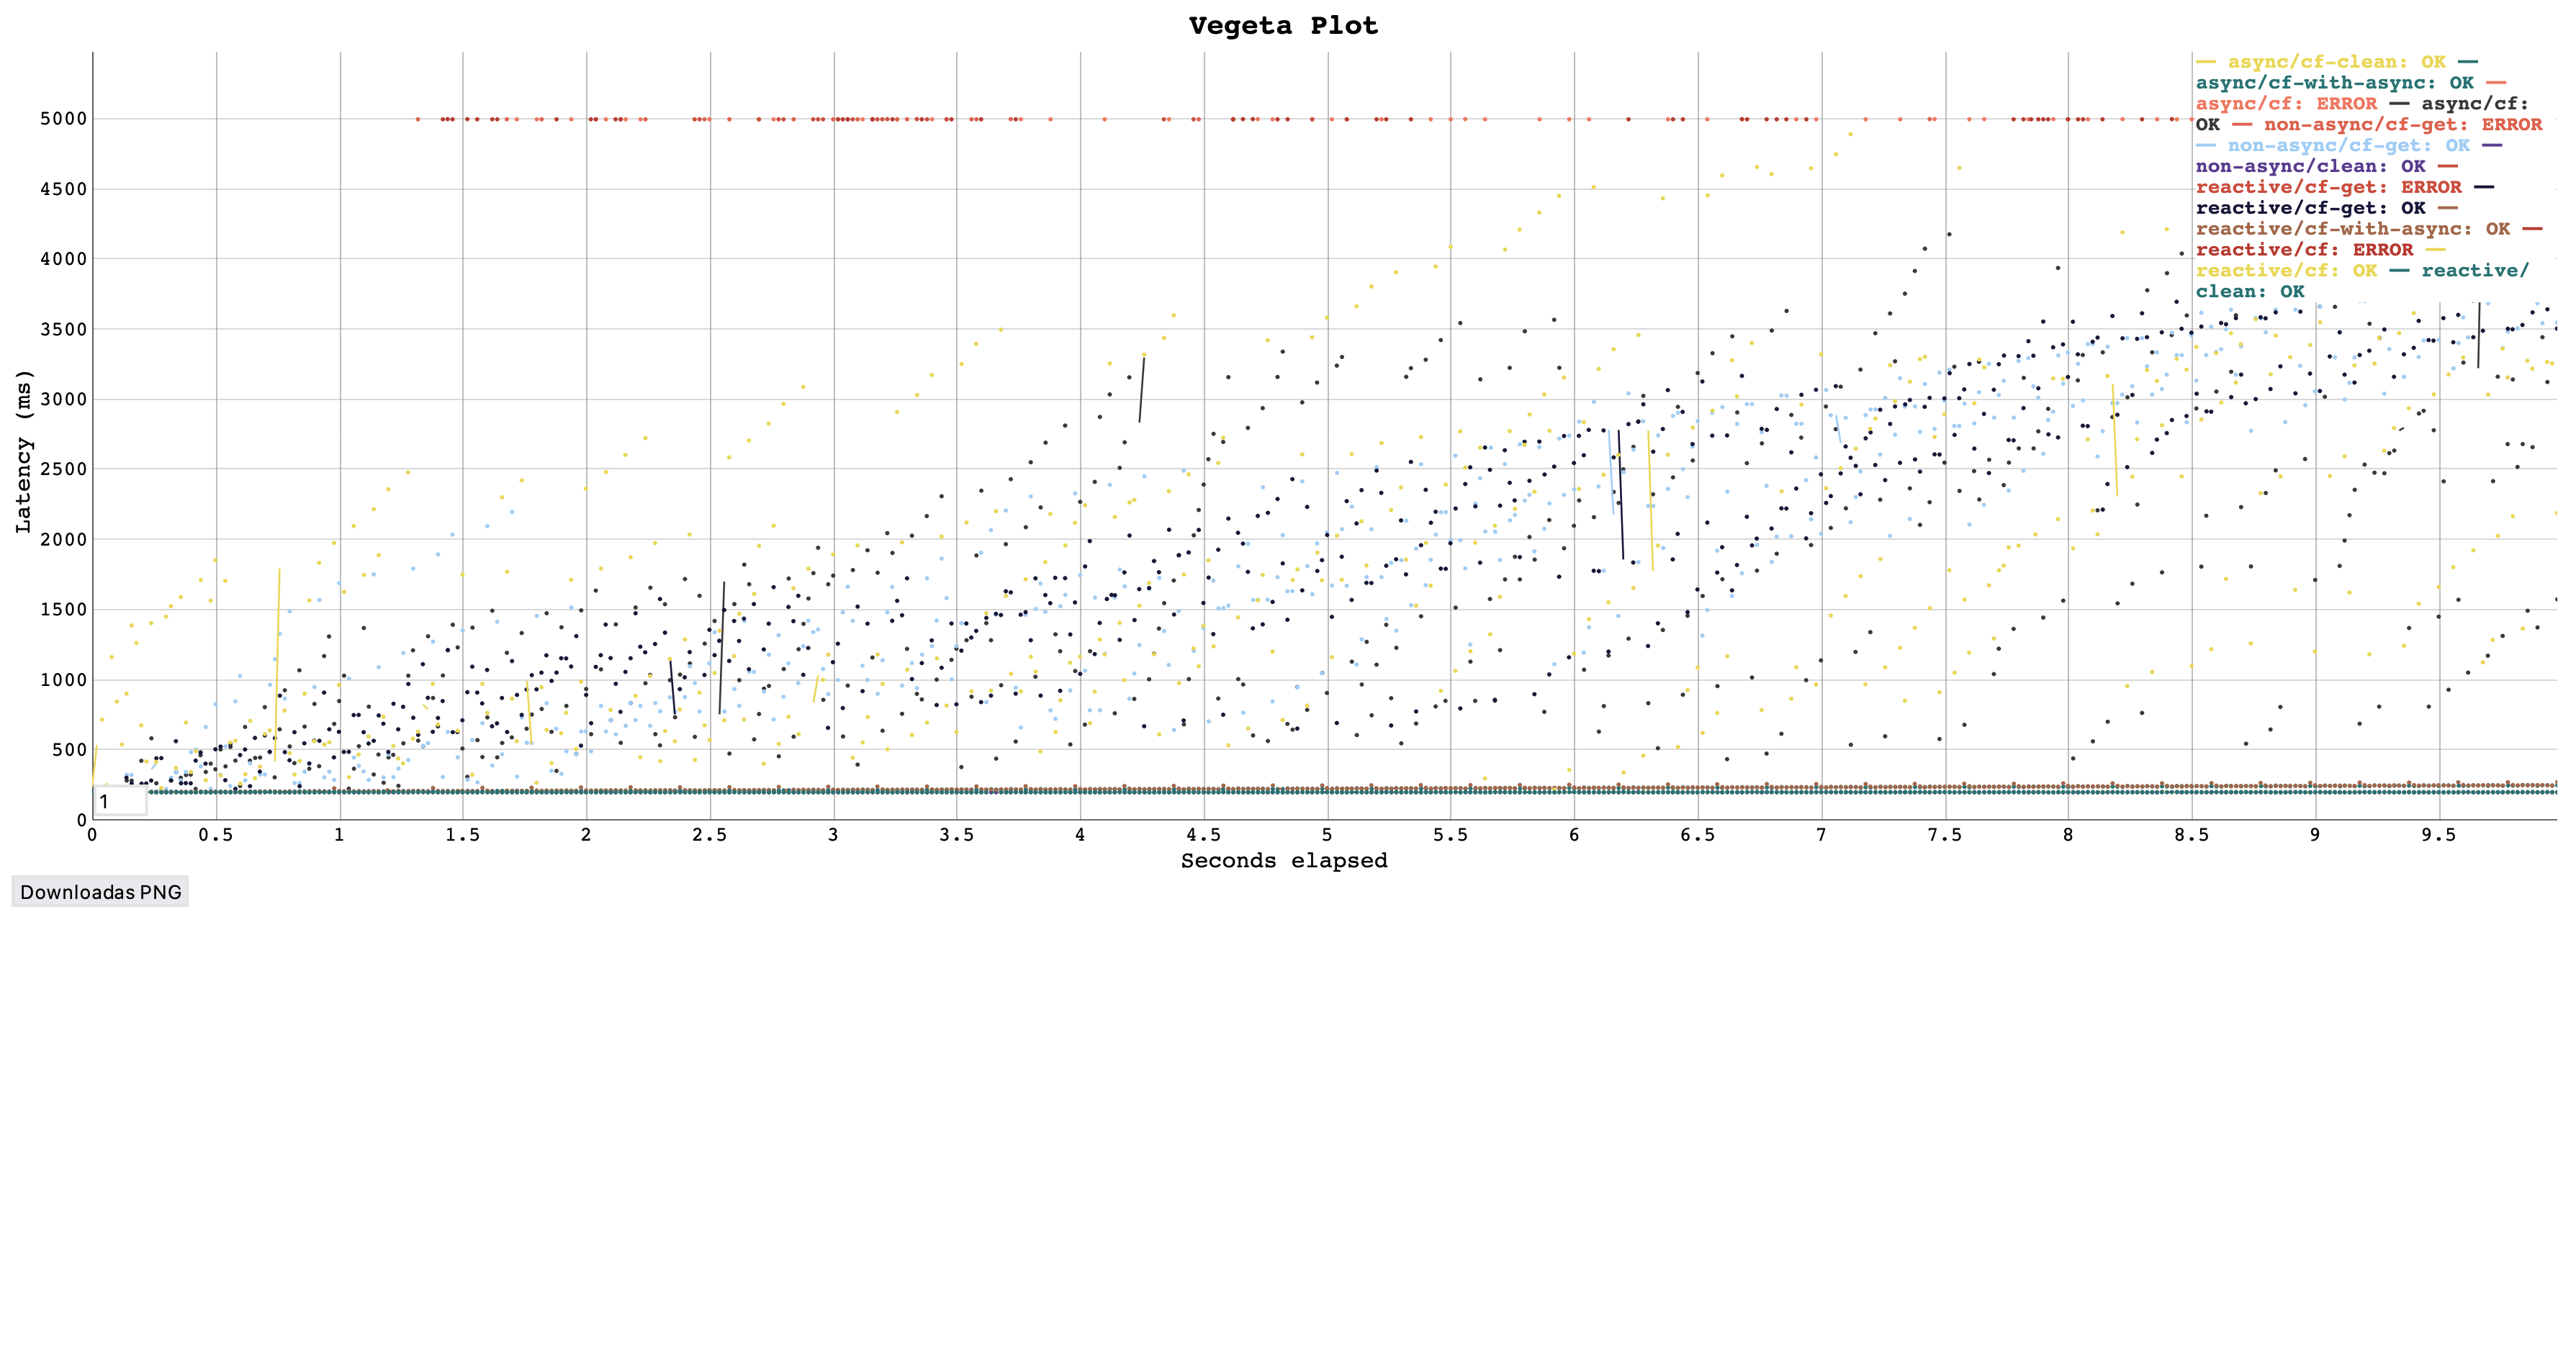 Vegeta Plot
— async/cf-clean: OK —
async/cf-with-async: OK —
async/cf: ERROR — async/cf:
OK — non-async/cf-get: ERROR
— non-async/cf-get: OK —
non-async/clean: OK —
reactive/cf-get: ERROR —
reactive/cf-get: OK —
reactive/cf-with-async: OK —
reactive/cf: ERROR —
reactive/cf: OK — reactive/
clean: OK
Latency (ms)
5000
4500
4000
3500
3000
2500
2000
1500
1000
500
0
1
0 0.5 1 1.5 2 2.5 3 3.5 4 4.5 5 5.5 6 6.5 7 7.5 8 8.5 9 9.5
Seconds elapsed
Downloadas PNG